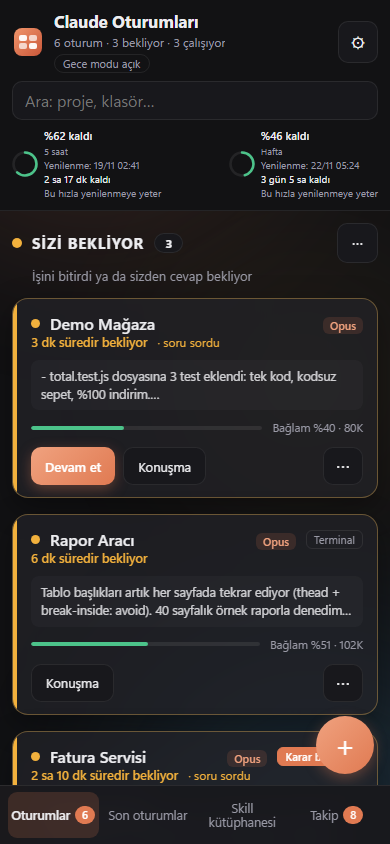 Claude Oturumları
6 oturum · 3 bekliyor · 3 çalışıyor
Gece modu açık
Ara: proje, klasör...
%62 kaldı
5 saat
Yenilenme: 19/11 02:41
2 sa 17 dk kaldı
Bu hızla yenilenmeye yeter
%46 kaldı
Hafta
Yenilenme: 22/11 05:24
3 gün 5 sa kaldı
Bu hızla yenilenmeye yeter
SİZİ BEKLİYOR 3
İşini bitirdi ya da sizden cevap bekliyor
Demo Mağaza Opus
3 dk süredir bekliyor · soru sordu
- total.test.js dosyasına 3 test eklendi: tek kod, kodsuz
sepet, %100 indirim....
Bağlam %40 · 80K
Devam et Konuşma ...
Rapor Aracı Opus Terminal
6 dk süredir bekliyor
Tablo başlıkları artık her sayfada tekrar ediyor (thead +
break-inside: avoid). 40 sayfalık örnek raporla denedim...
Bağlam %51 · 102K
Konuşma ...
Fatura Servisi Opus Karar
2 sa 10 dk süredir bekliyor · soru sordu
+
Oturumlar 6
Son oturumlar
Skill
kütüphanesi
Takip 8